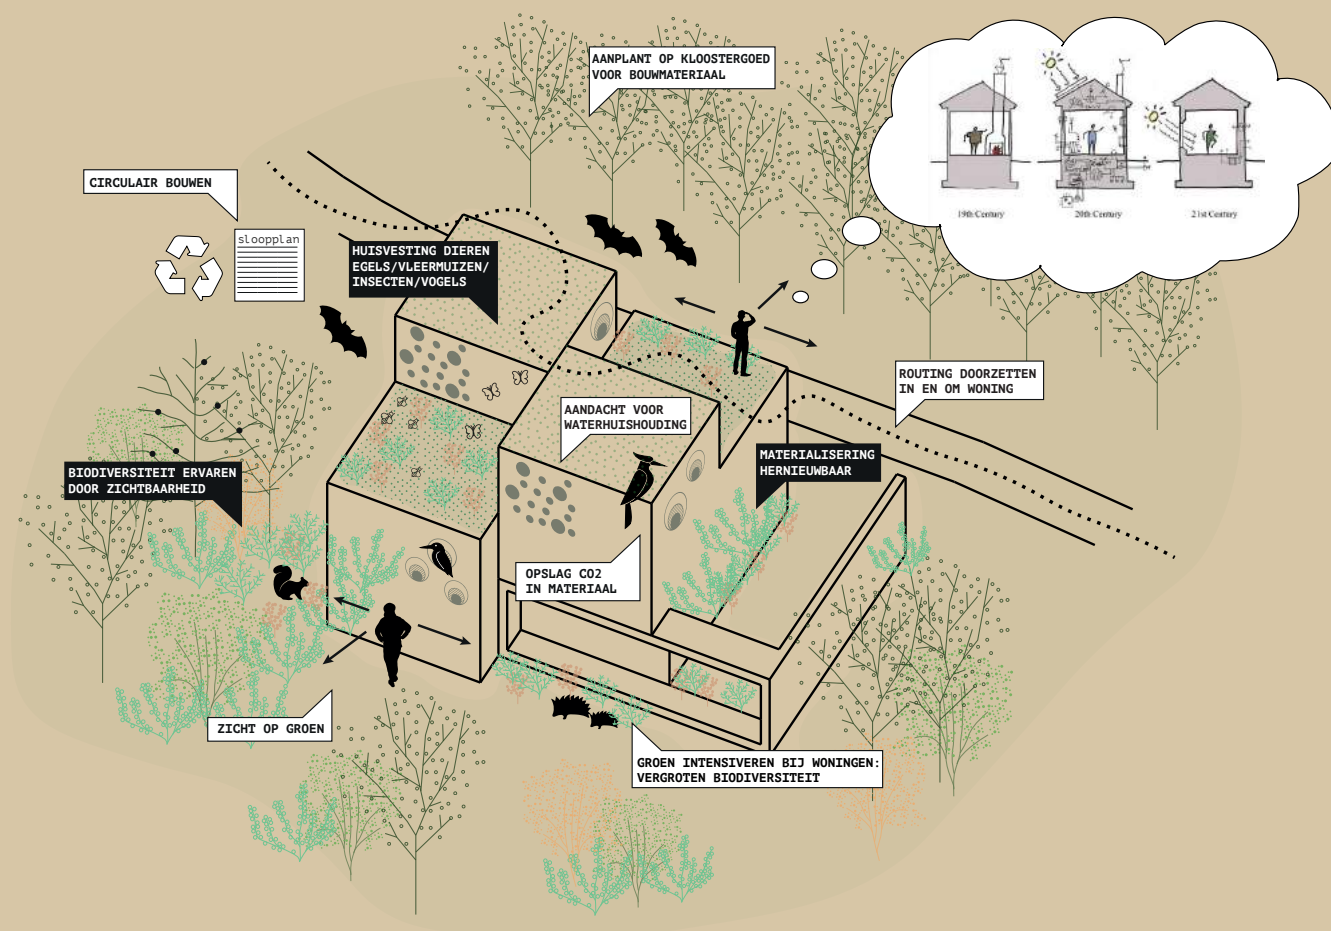 AANPLANT OP KLOOSTERGOED
VOOR BOUWMATERIAAL
19th Century
20th Century
21st Century
CIRCULAIR BOUWEN
sloopplan
HUISVESTING DIEREN
EGELS/VLEERMUIZEN/
INSECTEN/VOGELS
ROUTING DOORZETTEN
IN EN OM WONING
AANDACHT VOOR
WATERHUISHOUDING
MATERIALISERING
HERNIEUWBAAR
BIODIVERSITEIT ERVAREN
DOOR ZICHTBAARHEID
OPSLAG CO2
IN MATERIAAL
ZICHT OP GROEN
GROEN INTENSIVEREN BIJ WONINGEN:
VERGROTEN BIODIVERSITEIT